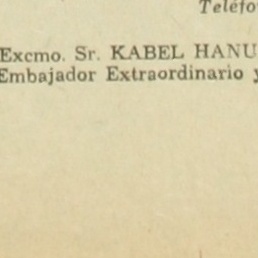 Teléfo
Excmo. Sr. KABEL HANU
Embajador Extraordinario y